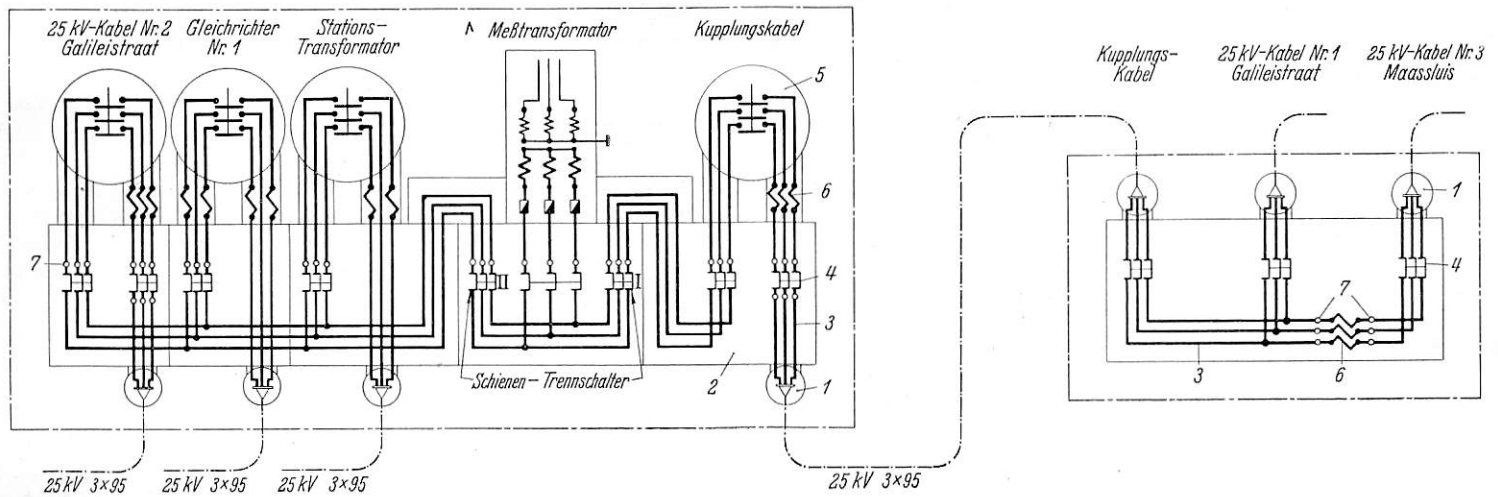 25 kV-Kabel Nr. 2
Galileistraat
Gleichrichter
Nr. 1
Stations-
Transformator
Meßtransformator
Kupplungskabel
5
6
7
4
3
2
1
II
I
Schienen-Trennschalter
25 kV 3×95
25 kV 3×95
25 kV 3×95
25 kV 3×95
Kupplungs-
Kabel
25 kV-Kabel Nr. 1
Galileistraat
25 kV-Kabel Nr. 3
Maassluis
1
4
7
3
6